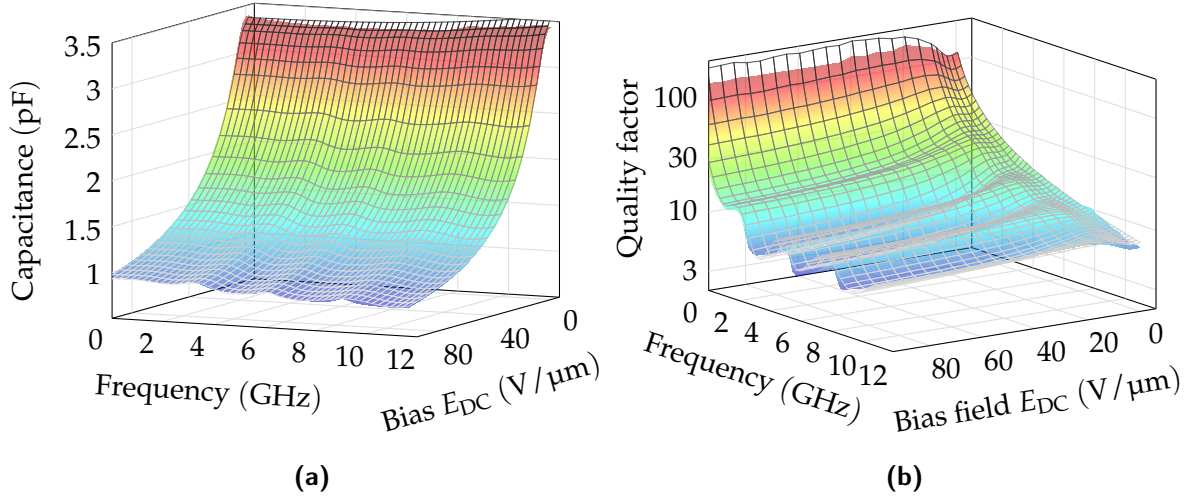 Capacitance (pF)
3.5
3
2.5
2
1.5
1
0 2 4 6 8 10 12
Frequency (GHz)
80 40 0
Bias E_DC (V/μm)
(a)
Quality factor
100
30
10
3
0 2 4 6 8 10 12
Frequency (GHz)
80 60 40 20 0
Bias field E_DC (V/μm)
(b)